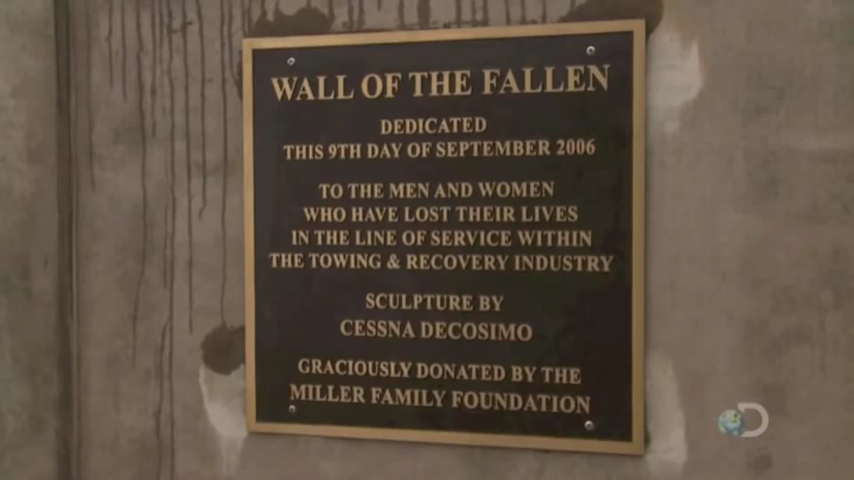 WALL OF THE FALLEN
DEDICATED
THIS 9TH DAY OF SEPTEMBER 2006
TO THE MEN AND WOMEN
WHO HAVE LOST THEIR LIVES
IN THE LINE OF SERVICE WITHIN
THE TOWING & RECOVERY INDUSTRY
SCULPTURE BY
CESSNA DECOSIMO
GRACIOUSLY DONATED BY THE
MILLER FAMILY FOUNDATION
D